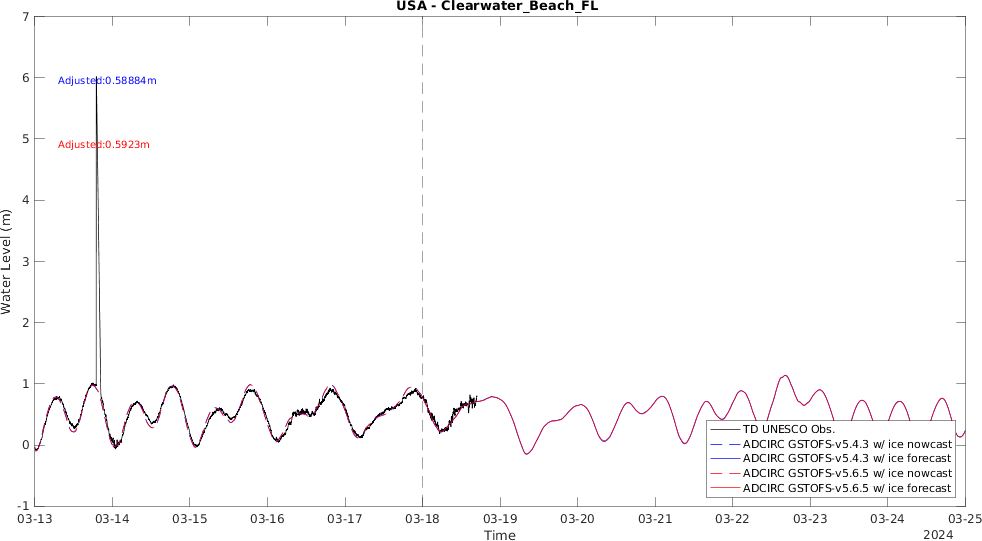 USA - Clearwater_Beach_FL
7
6
5
4
3
2
1
0
-1
Water Level (m)
Adjusted:0.58884m
Adjusted:0.5923m
TD UNESCO Obs.
ADCIRC GSTOFS-v5.4.3 w/ ice nowcast
ADCIRC GSTOFS-v5.4.3 w/ ice forecast
ADCIRC GSTOFS-v5.6.5 w/ ice nowcast
ADCIRC GSTOFS-v5.6.5 w/ ice forecast
03-13 03-14 03-15 03-16 03-17 03-18 03-19 03-20 03-21 03-22 03-23 03-24 03-25
Time
2024